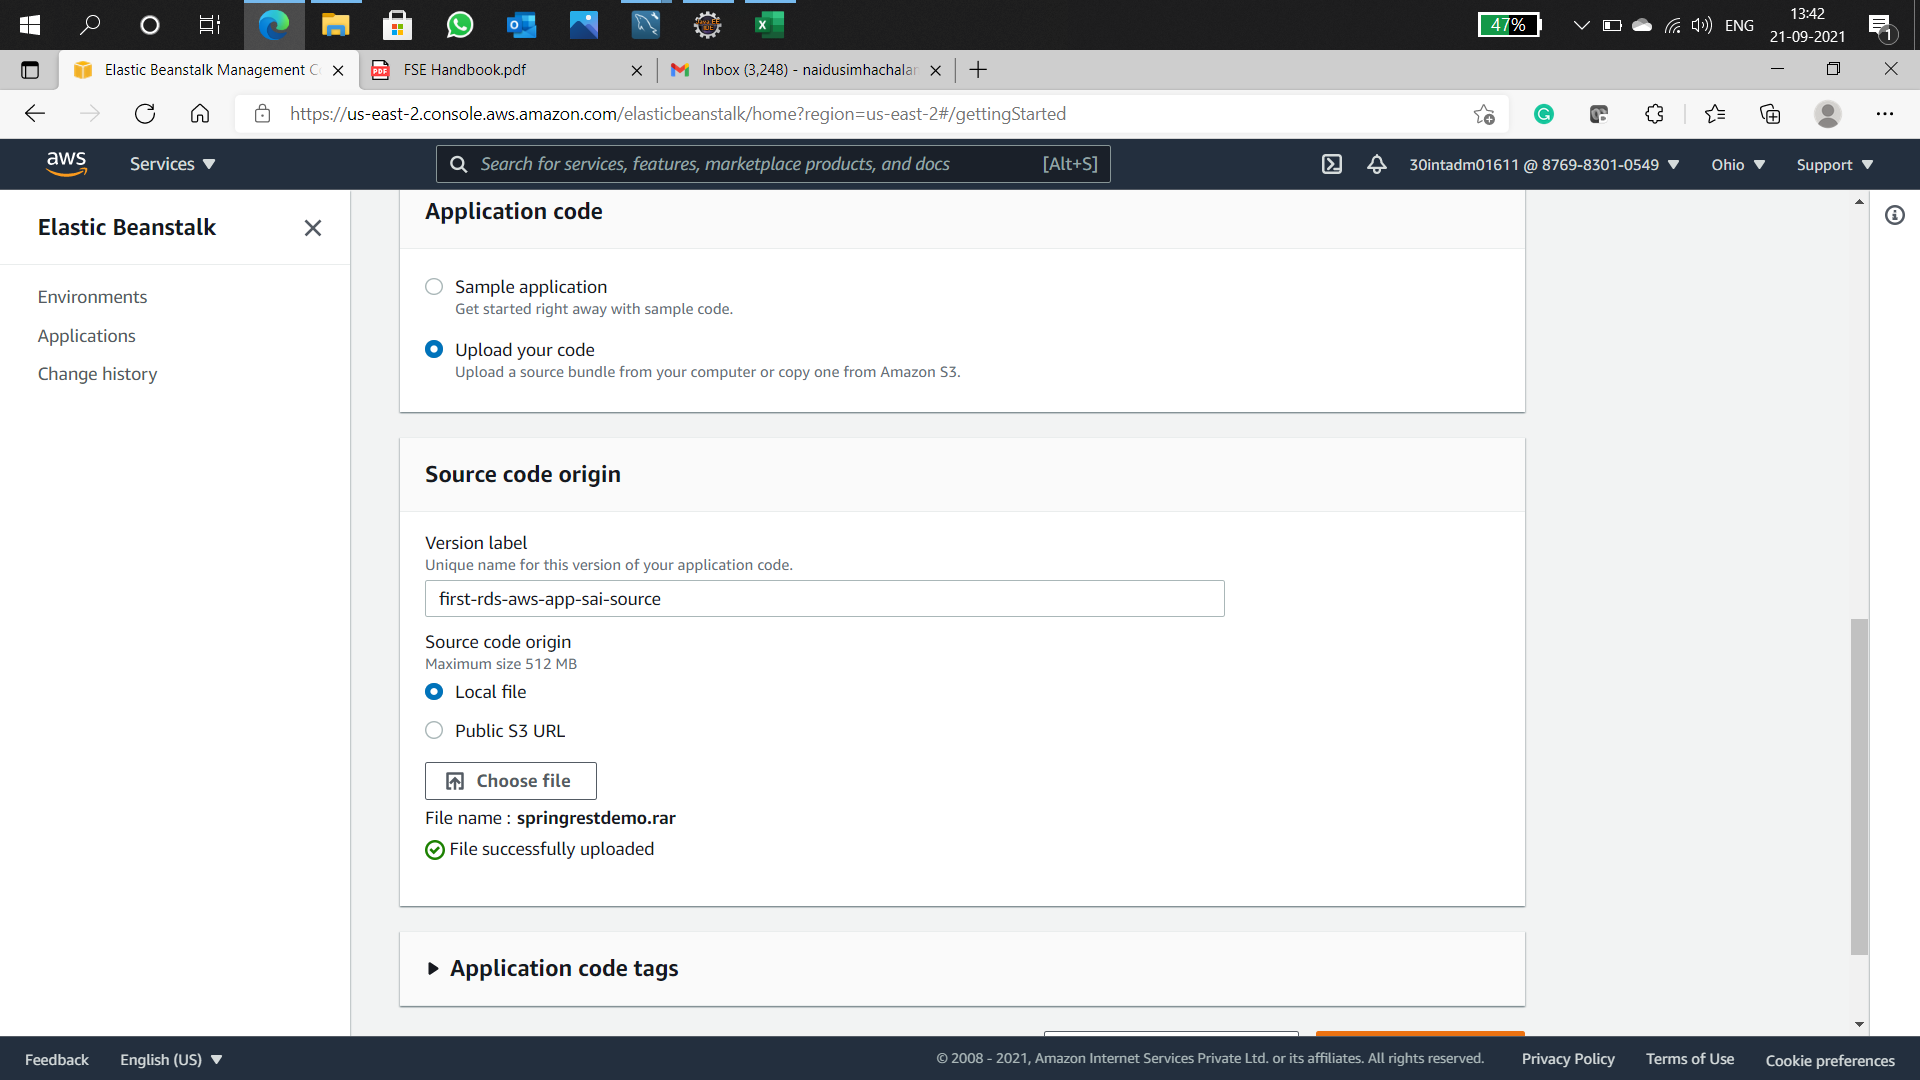 47%
ENG
13:42
21-09-2021
1
Elastic Beanstalk Management C
FSE Handbook.pdf
Inbox (3,248) - naidusimhachalar
https://us-east-2.console.aws.amazon.com/elasticbeanstalk/home?region=us-east-2#/gettingStarted
aws
Services
Search for services, features, marketplace products, and docs
[Alt+S]
30intadm01611 @ 8769-8301-0549
Ohio
Support
Elastic Beanstalk
Environments
Applications
Change history
Application code
Sample application
Get started right away with sample code.
Upload your code
Upload a source bundle from your computer or copy one from Amazon S3.
Source code origin
Version label
Unique name for this version of your application code.
first-rds-aws-app-sai-source
Source code origin
Maximum size 512 MB
Local file
Public S3 URL
Choose file
File name : springrestdemo.rar
File successfully uploaded
Application code tags
Feedback
English (US)
© 2008 - 2021, Amazon Internet Services Private Ltd. or its affiliates. All rights reserved.
Privacy Policy
Terms of Use
Cookie preferences